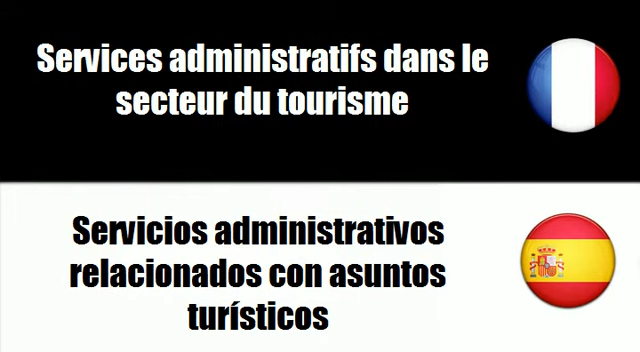 Services administratifs dans le
secteur du tourisme
Servicios administrativos
relacionados con asuntos
turísticos